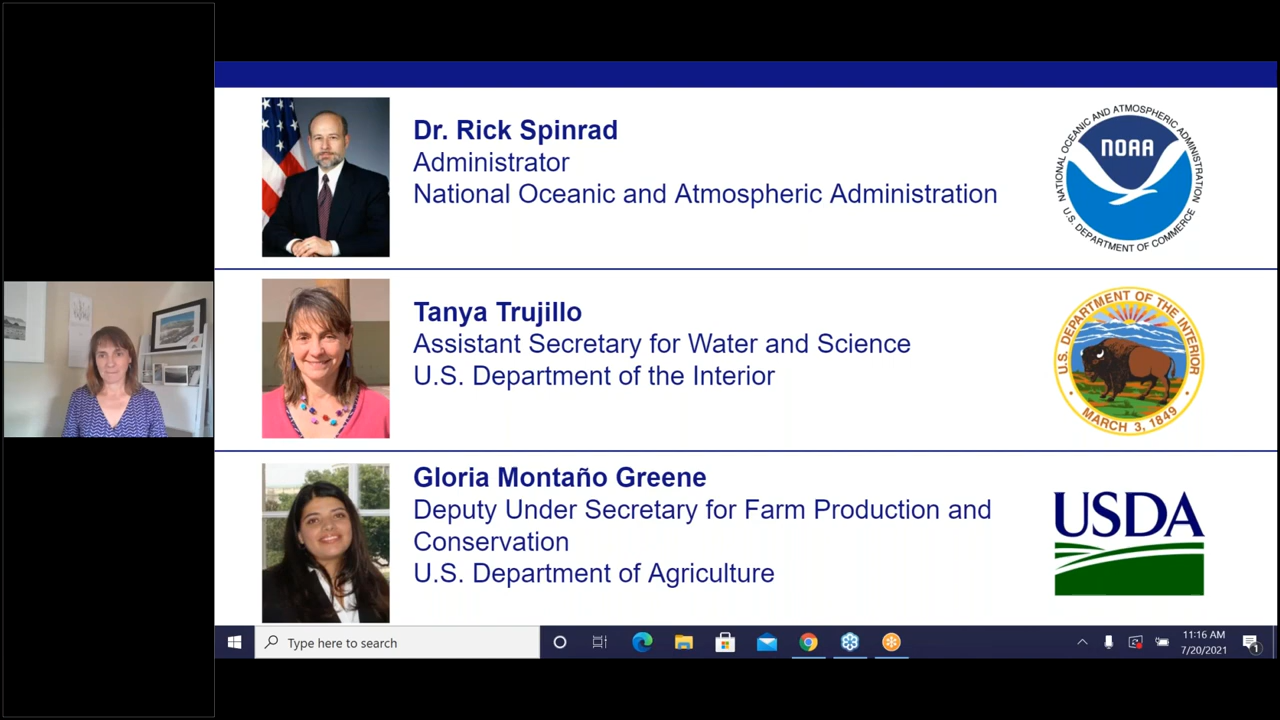 Dr. Rick Spinrad
Administrator
National Oceanic and Atmospheric Administration
NATIONAL OCEANIC AND ATMOSPHERIC ADMINISTRATION
NOAA
U.S. DEPARTMENT OF COMMERCE
Tanya Trujillo
Assistant Secretary for Water and Science
U.S. Department of the Interior
U.S. DEPARTMENT OF THE INTERIOR
MARCH 3, 1849
Gloria Montaño Greene
Deputy Under Secretary for Farm Production and
Conservation
U.S. Department of Agriculture
USDA
Type here to search
11:16 AM
7/20/2021
1